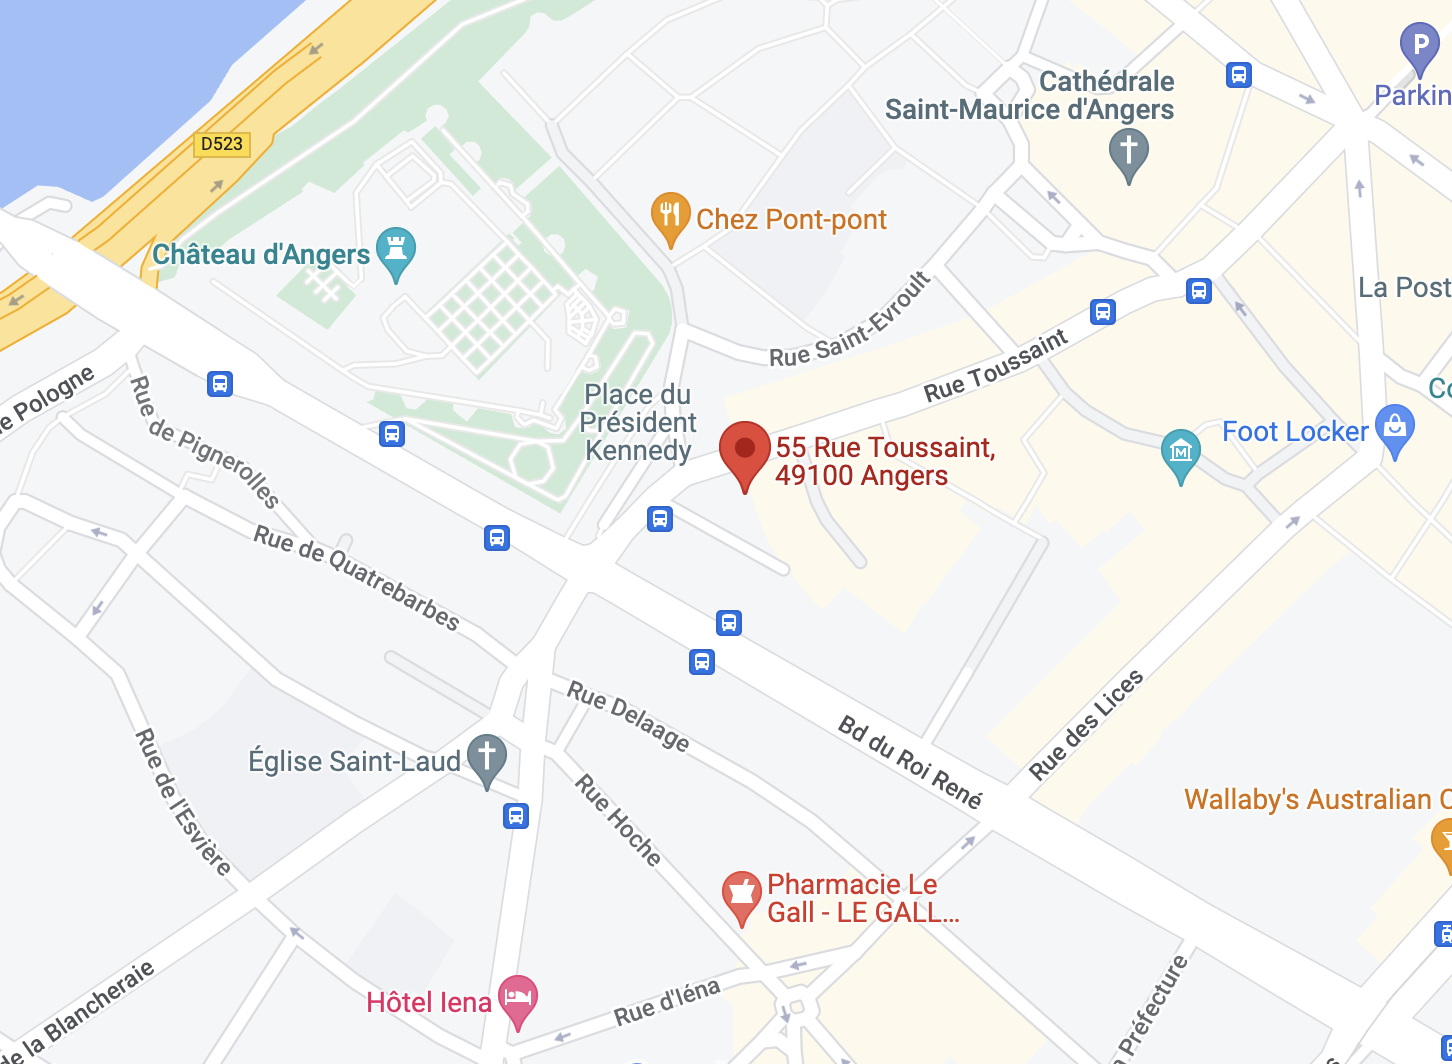 Cathédrale
Saint-Maurice d'Angers
P
Parkin
D523
Chez Pont-pont
Château d'Angers
La Post
Rue Saint-Evroult
Rue Toussaint
Place du
Président
Kennedy
e Pologne
Rue de Pignerolles
Foot Locker
Co
55 Rue Toussaint,
49100 Angers
M
Rue de Quatrebarbes
Rue Delaage
Bd du Roi René
Rue des Lices
Église Saint-Laud
Rue de l'Esvière
Rue Hoche
Wallaby's Australian C
Pharmacie Le
Gall - LE GALL...
de la Blancheraie
Hôtel Iena
Rue d'Iéna
a Préfecture
s